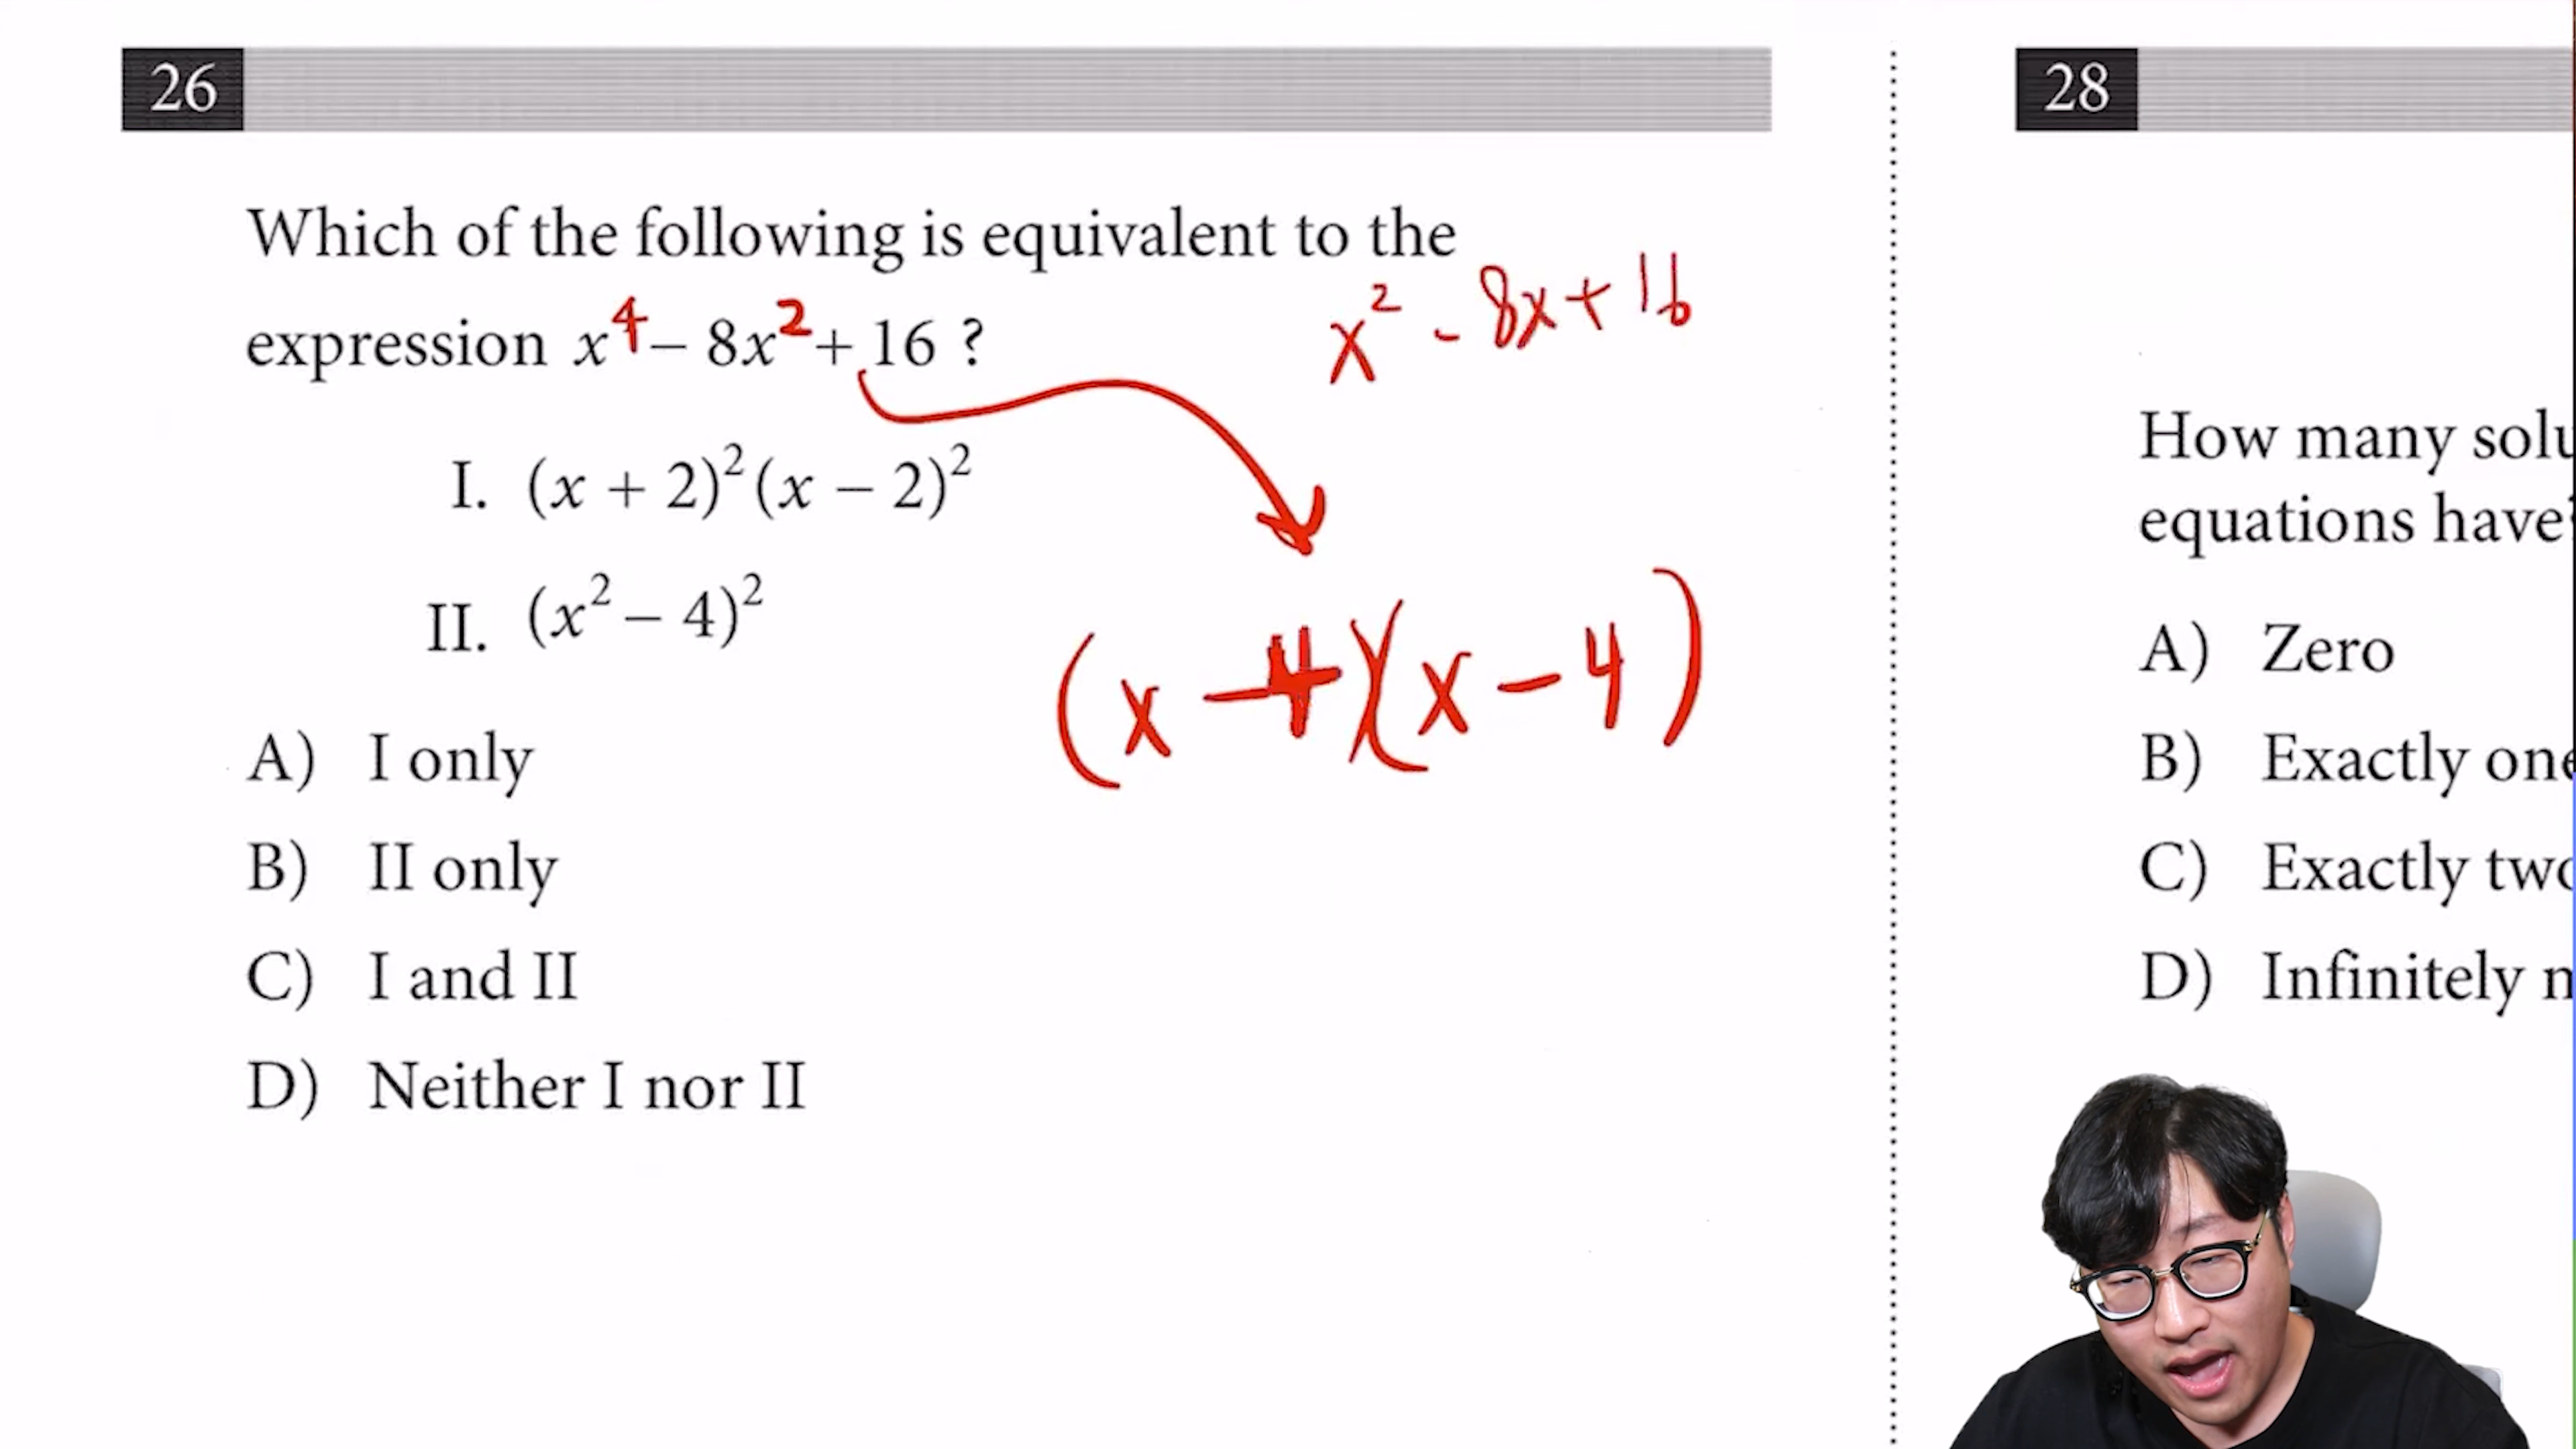 26
Which of the following is equivalent to the
expression x⁴ – 8x² + 16 ?
x² - 8x + 16
I. (x + 2)²(x – 2)²
II. (x² – 4)²
(x – 4)(x – 4)
A) I only
B) II only
C) I and II
D) Neither I nor II
28
How many solu
equations have
A) Zero
B) Exactly one
C) Exactly two
D) Infinitely